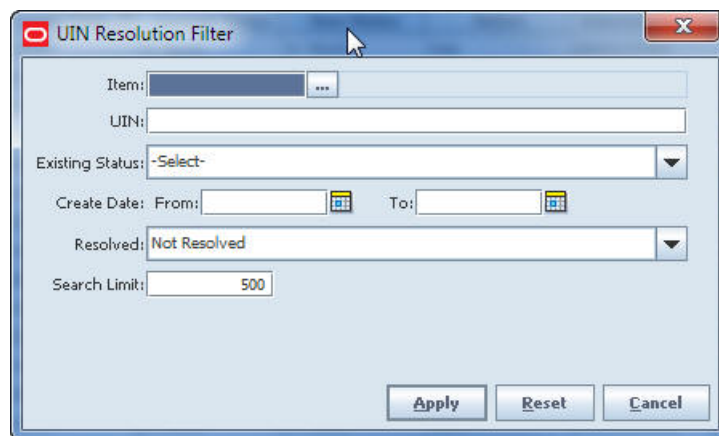 UIN Resolution Filter
Item: ...
UIN:
Existing Status: -Select-
Create Date: From: To:
Resolved: Not Resolved
Search Limit: 500
Apply Reset Cancel